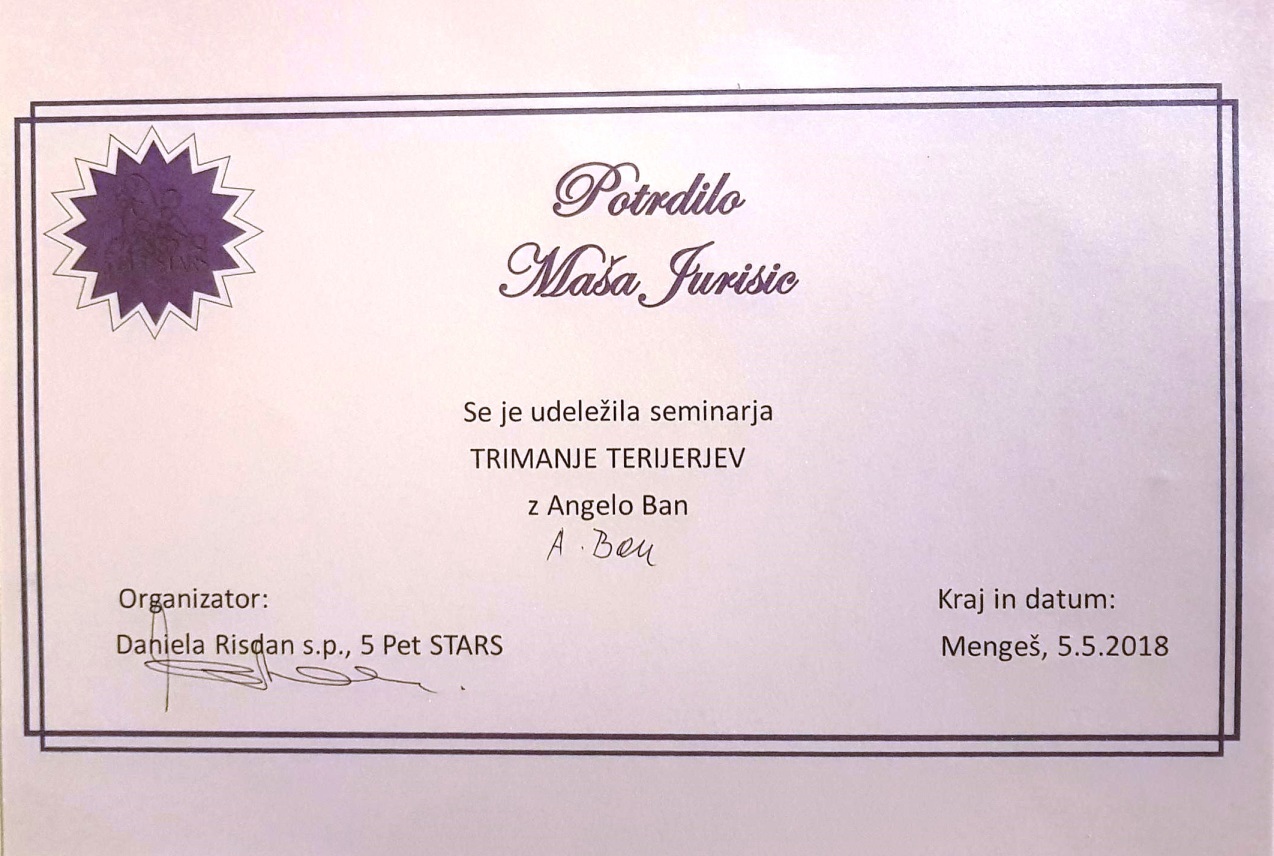 Potrdilo
Maša Jurisic
Se je udeležila seminarja
TRIMANJE TERIJERJEV
z Angelo Ban
A. Ban
Organizator:
Daniela Risdan s.p., 5 Pet STARS
Kraj in datum:
Mengeš, 5.5.2018